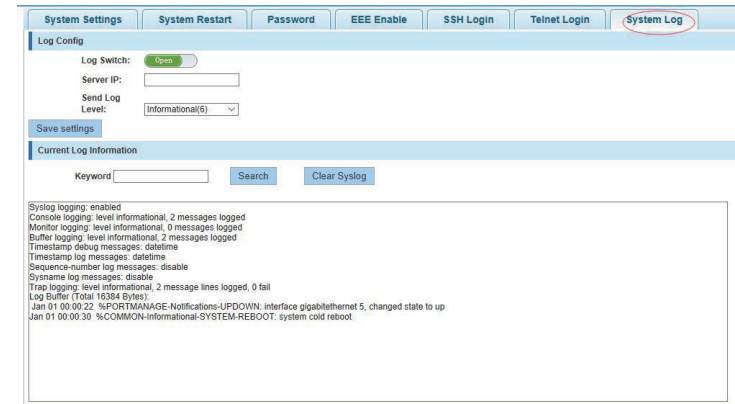 System Settings System Restart Password EEE Enable SSH Login Telnet Login System Log
Log Config
Log Switch: Open
Server IP:
Send Log
Level: Informational(6)
Save settings
Current Log Information
Keyword Search Clear Syslog
Syslog logging: enabled
Console logging: level informational, 2 messages logged
Monitor logging: level informational, 0 messages logged
Buffer logging: level informational, 2 messages logged
Timestamp debug messages: datetime
Timestamp log messages: datetime
Sequence-number log messages: disable
Sysname log messages: disable
Trap logging: level informational, 2 message lines logged, 0 fail
Log Buffer (Total 16384 Bytes):
Jan 01 00:00:22 %PORTMANAGE-Notifications-UPDOWN: interface gigabitethernet 5, changed state to up
Jan 01 00:00:30 %COMMON-Informational-SYSTEM-REBOOT: system cold reboot